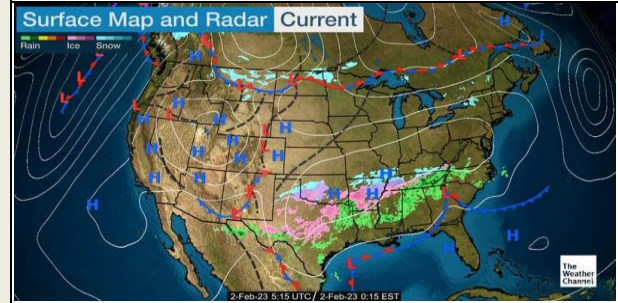 Surface Map and Radar Current
Rain Ice Snow
H
L
H
L
L
L
L
L
H
H
H
L
H
H
H
H
L
H
H
H
H
L
H
H
H
L
H
L
L
H
H
L
The
Weather
Channel
2-Feb-23 5:15 UTC / 2-Feb-23 0:15 EST